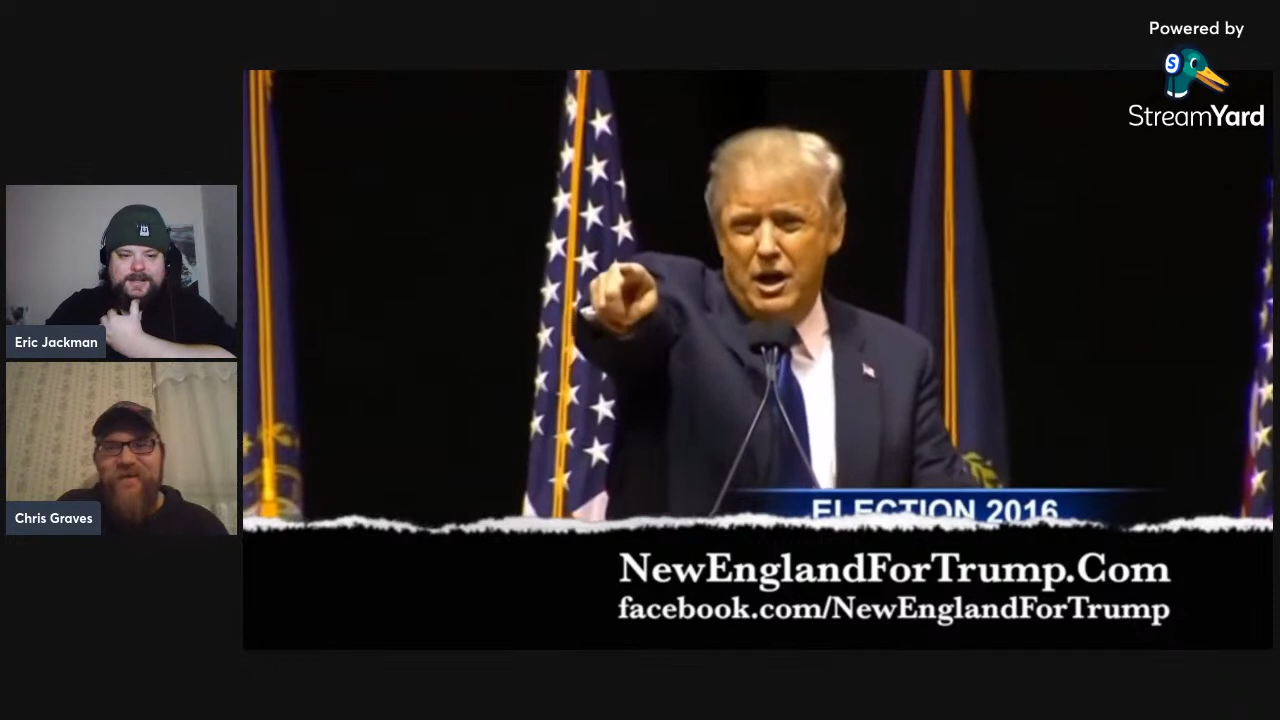 Powered by
StreamYard
Eric Jackman
Chris Graves
ELECTION 2016
NewEnglandForTrump.Com
facebook.com/NewEnglandForTrump